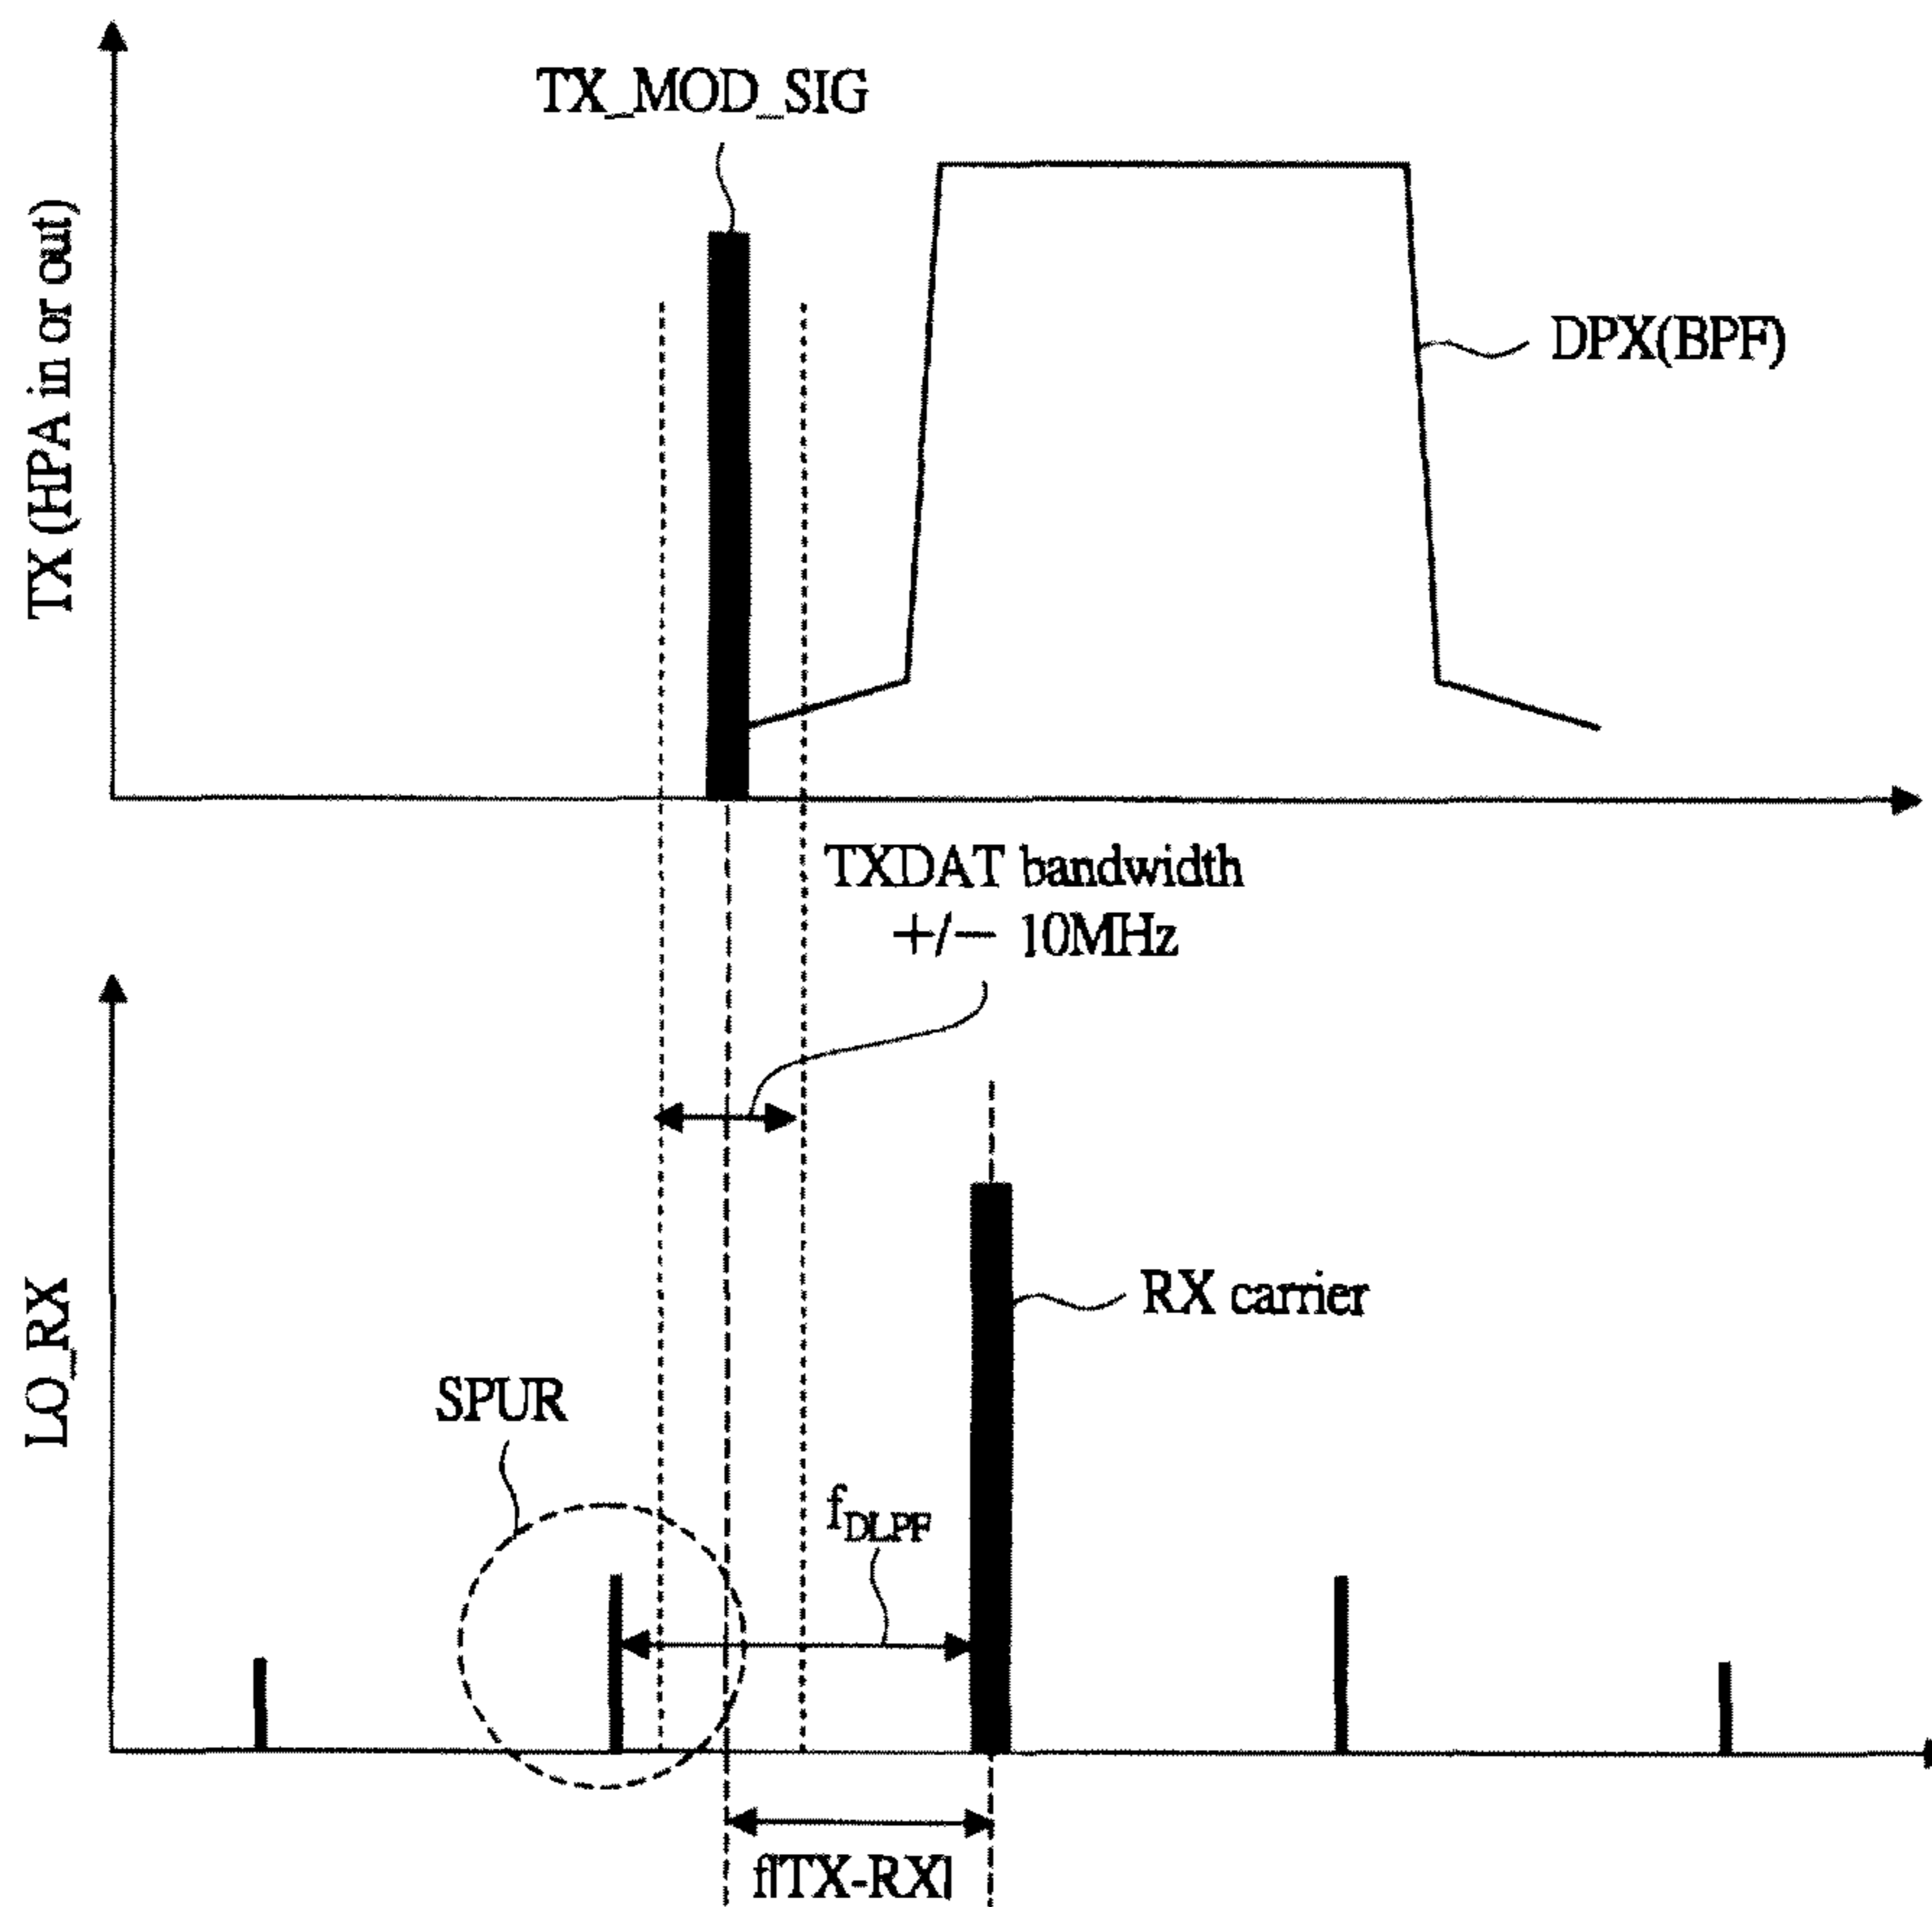 TX_MOD_SIG
TX (HPA in or out)
DPX(BPF)
TXDAT bandwidth
+/− 10MHz
LO_RX
RX carrier
SPUR
fDLPF
f|TX-RX|